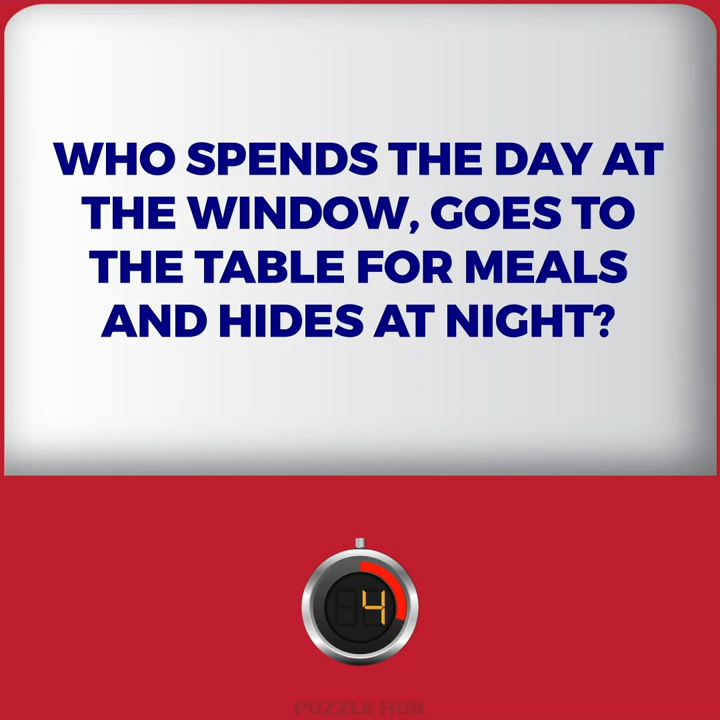 WHO SPENDS THE DAY AT
THE WINDOW, GOES TO
THE TABLE FOR MEALS
AND HIDES AT NIGHT?
4
PUZZLE HUB